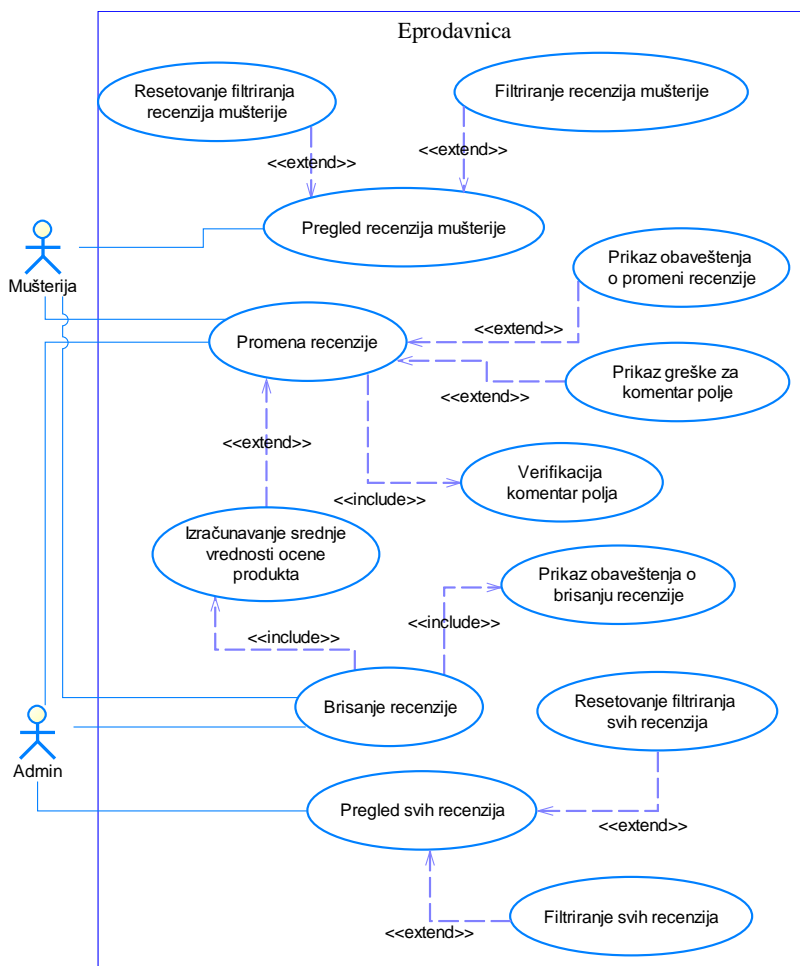 Eprodavnica
Resetovanje filtriranja
recenzija mušterije
Filtriranje recenzija mušterije
<<extend>>
<<extend>>
Pregled recenzija mušterije
Mušterija
Prikaz obaveštenja
o promeni recenzije
<<extend>>
Promena recenzije
Prikaz greške za
komentar polje
<<extend>>
<<extend>>
Verifikacija
komentar polja
<<include>>
Izračunavanje srednje
vrednosti ocene
produkta
Prikaz obaveštenja o
brisanju recenzije
<<include>>
<<include>>
Brisanje recenzije
Resetovanje filtriranja
svih recenzija
Admin
Pregled svih recenzija
<<extend>>
Filtriranje svih recenzija
<<extend>>